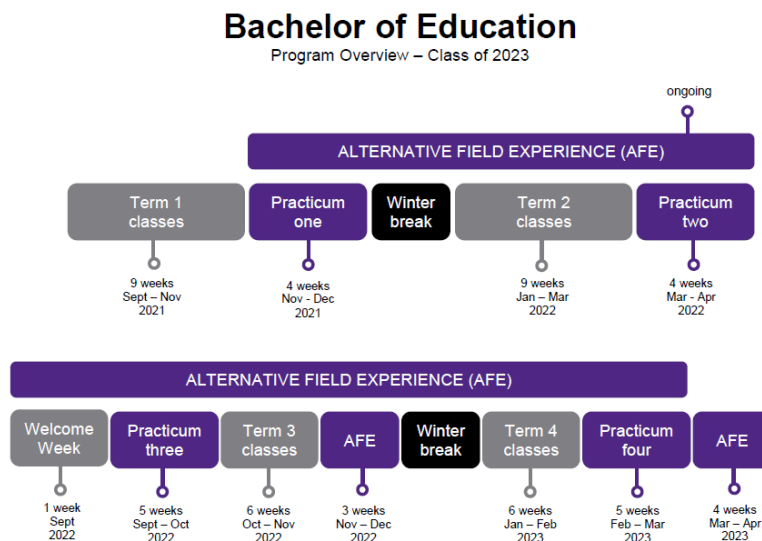 Bachelor of Education
Program Overview – Class of 2023
ongoing
ALTERNATIVE FIELD EXPERIENCE (AFE)
Term 1
classes
Practicum
one
Winter
break
Term 2
classes
Practicum
two
9 weeks
Sept – Nov
2021
4 weeks
Nov - Dec
2021
9 weeks
Jan – Mar
2022
4 weeks
Mar - Apr
2022
ALTERNATIVE FIELD EXPERIENCE (AFE)
Welcome
Week
Practicum
three
Term 3
classes
AFE
Winter
break
Term 4
classes
Practicum
four
AFE
1 week
Sept
2022
5 weeks
Sept – Oct
2022
6 weeks
Oct – Nov
2022
3 weeks
Nov – Dec
2022
6 weeks
Jan – Feb
2023
5 weeks
Feb – Mar
2023
4 weeks
Mar – Apr
2023